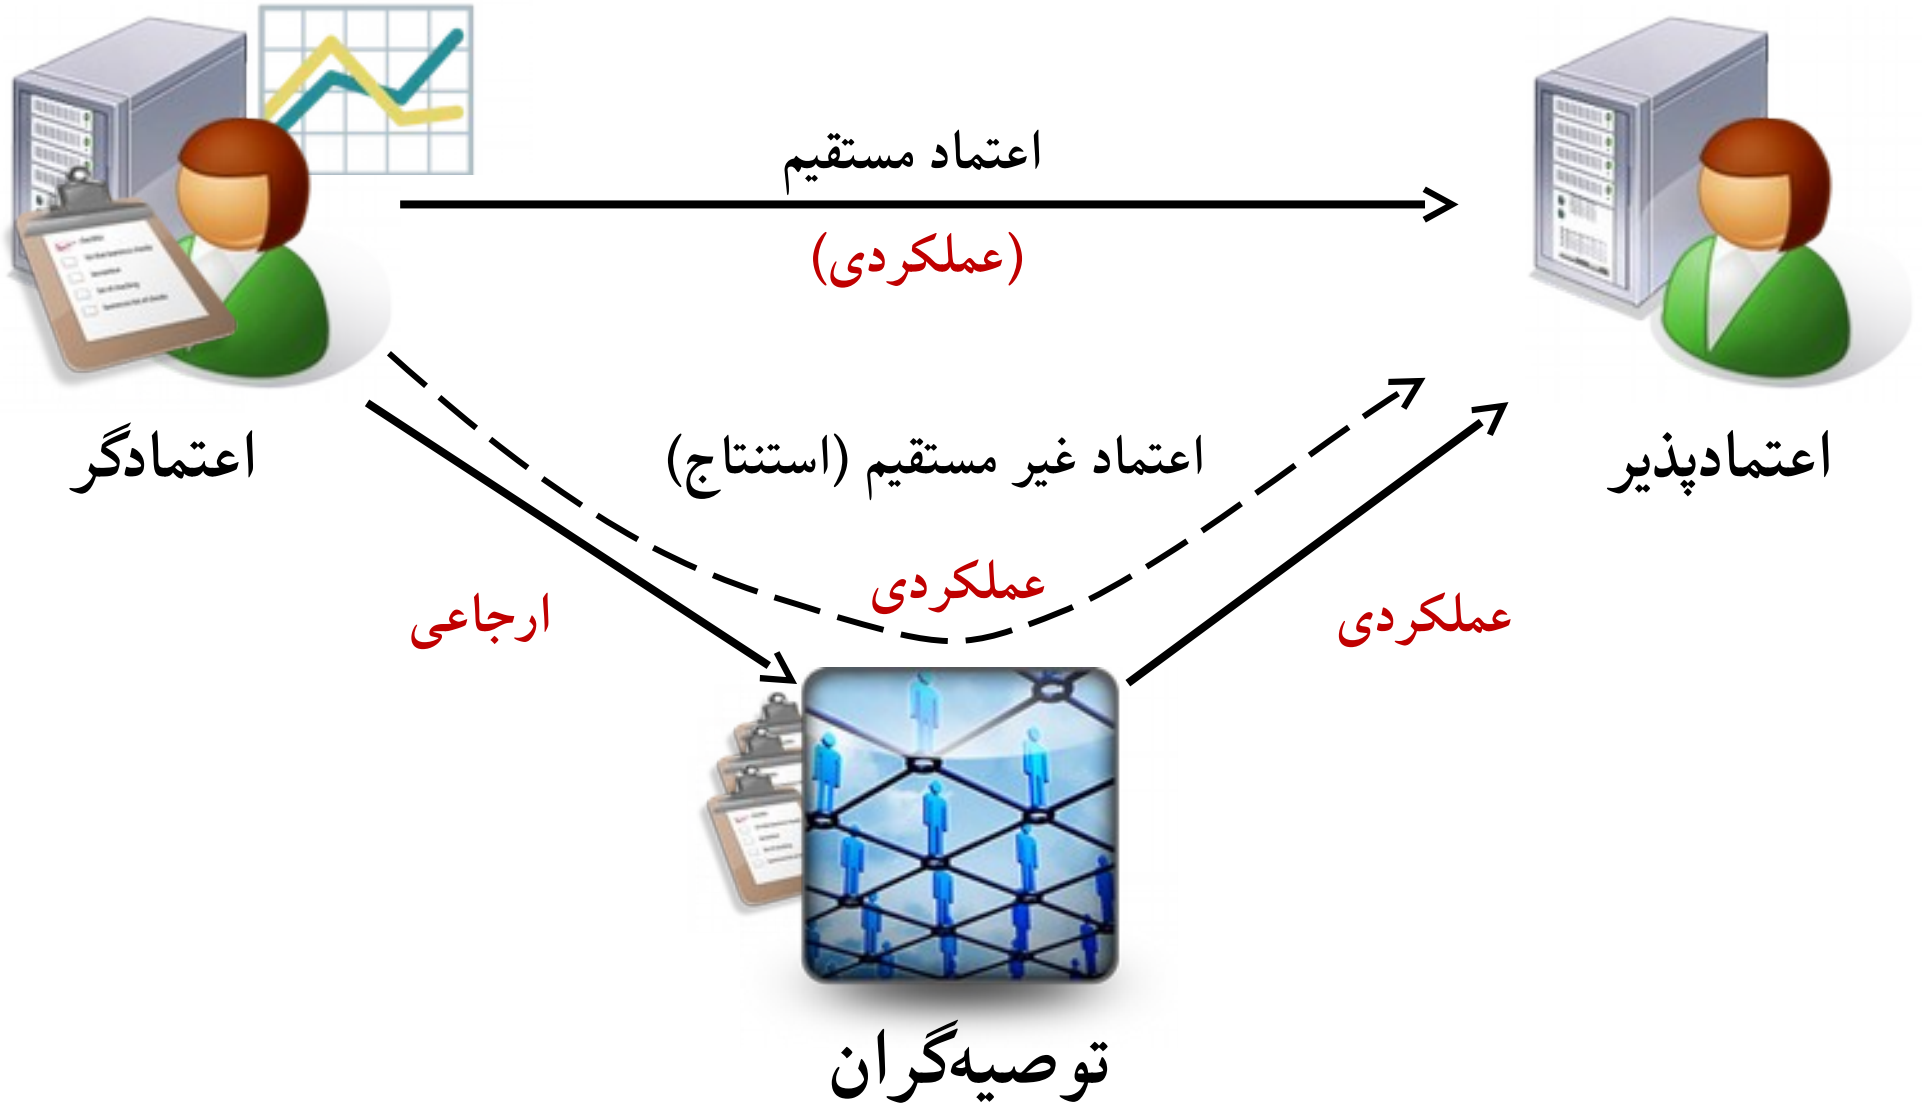 اعتماد مستقیم
(عملکردی)
اعتمادگر
اعتماد غیر مستقیم (استنتاج)
اعتمادپذیر
عملکردی
ارجاعی
عملکردی
توصیه‌گران